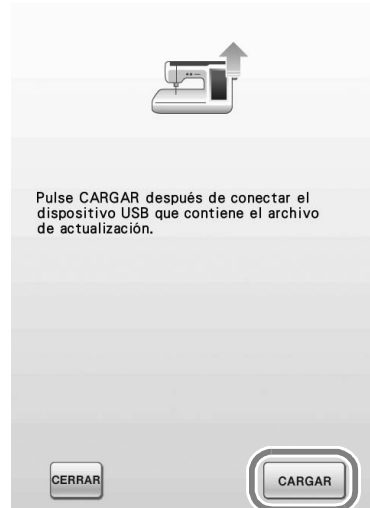 Pulse CARGAR después de conectar el
dispositivo USB que contiene el archivo
de actualización.
CERRAR
CARGAR